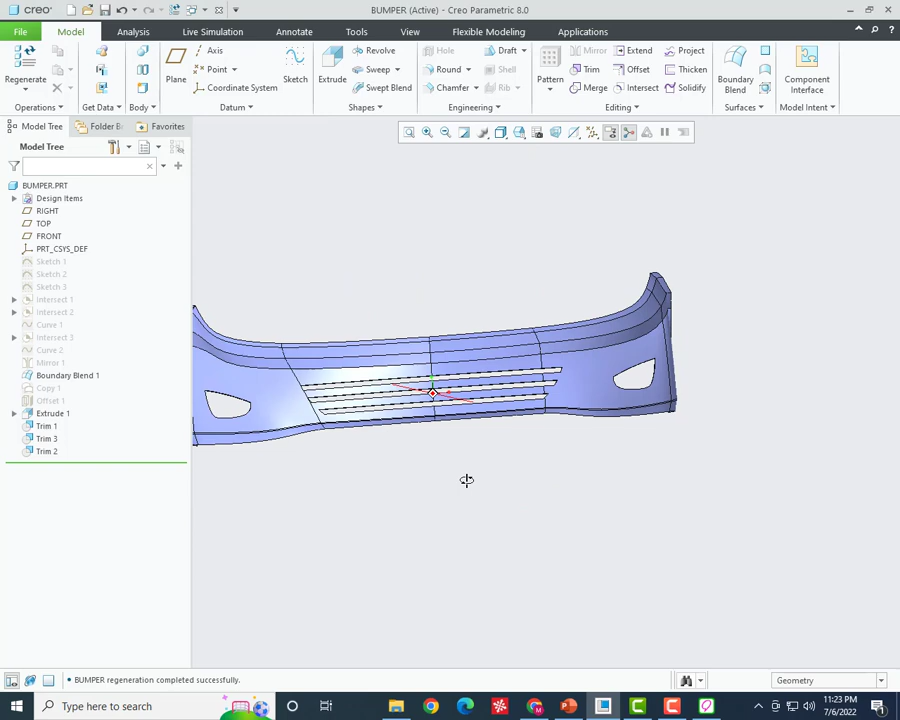 creo
BUMPER (Active) - Creo Parametric 8.0
File Model Analysis Live Simulation Annotate Tools View Flexible Modeling Applications
Regenerate
Operations
Get Data
Body
Plane
Axis
Point
Coordinate System
Sketch
Datum
Extrude
Revolve
Sweep
Swept Blend
Shapes
Hole
Round
Chamfer
Draft
Shell
Rib
Engineering
Pattern
Mirror
Trim
Merge
Extend
Offset
Intersect
Project
Thicken
Solidify
Editing
Boundary
Blend
Surfaces
Component
Interface
Model Intent
Model Tree Folder B Favorites
Model Tree
BUMPER.PRT
Design Items
RIGHT
TOP
FRONT
PRT_CSYS_DEF
Sketch 1
Sketch 2
Sketch 3
Intersect 1
Intersect 2
Curve 1
Intersect 3
Curve 2
Mirror 1
Boundary Blend 1
Copy 1
Offset 1
Extrude 1
Trim 1
Trim 3
Trim 2
• BUMPER regeneration completed successfully.
Geometry
Type here to search
11:23 PM
7/6/2022
1